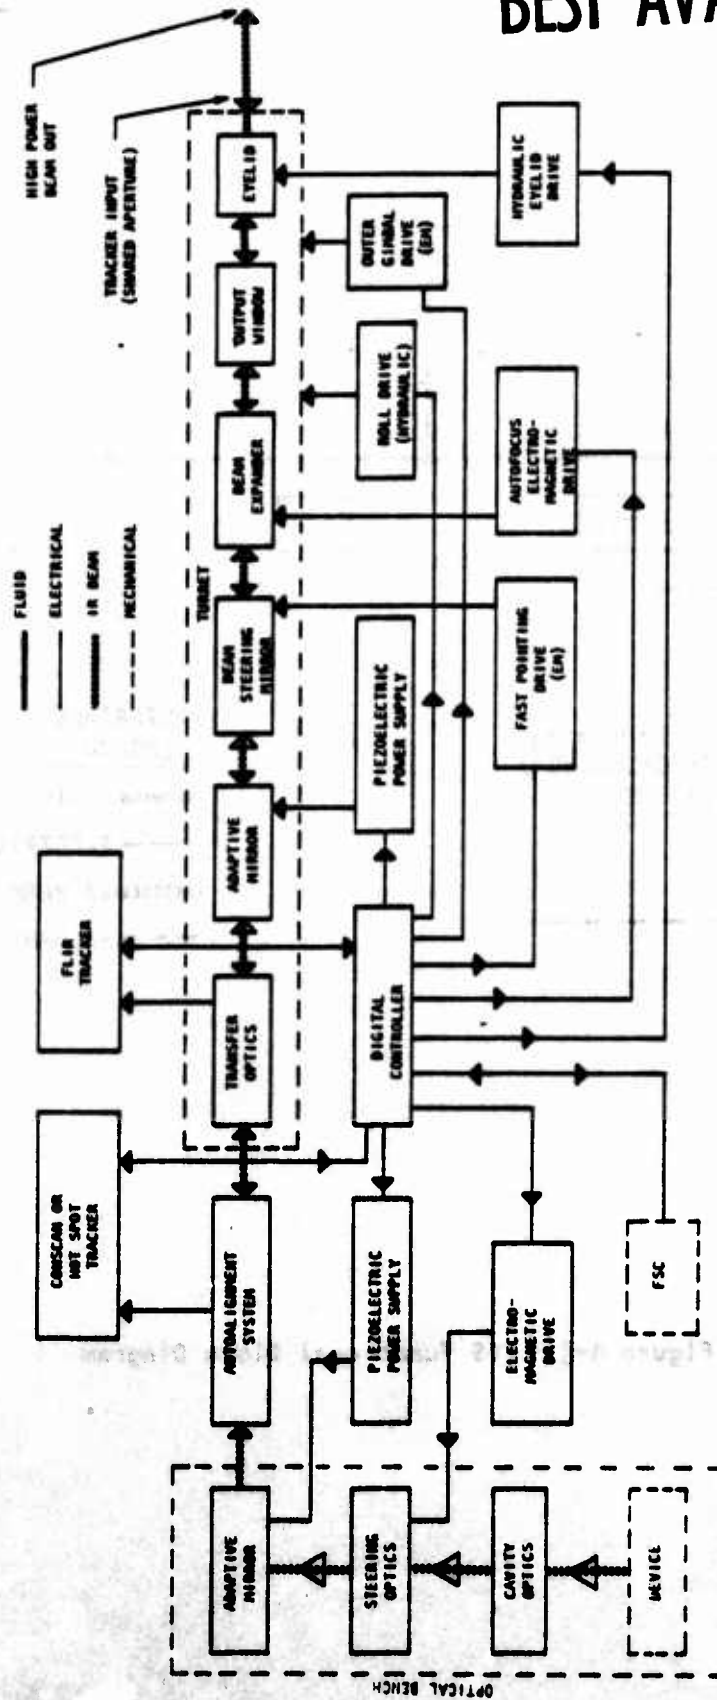 BEST AVA
HIGH POWER
BEAM OUT
TRACKER INPUT
(SHARED APERTURE)
FLUID
ELECTRICAL
IR BEAM
MECHANICAL
TURRET
EYELID
OUTPUT
WINDOW
BEAM
EXPANDER
BEAM
STEERING
MIRROR
ADAPTIVE
MIRROR
TRANSFER
OPTICS
FLIR
TRACKER
CONSCAN OR
HOT SPOT
TRACKER
AUTOALIGNMENT
SYSTEM
ADAPTIVE
MIRROR
STEERING
OPTICS
CAVITY
OPTICS
DEVICE
OPTICAL BENCH
PIEZOELECTRIC
POWER SUPPLY
ELECTRO-
MAGNETIC
DRIVE
FSC
DIGITAL
CONTROLLER
PIEZOELECTRIC
POWER SUPPLY
FAST POINTING
DRIVE
(EM)
AUTOFOCUS
ELECTRO-
MAGNETIC
DRIVE
ROLL DRIVE
(HYDRAULIC)
OUTER
GIMBAL
DRIVE
(EM)
HYDRAULIC
EYELID
DRIVE